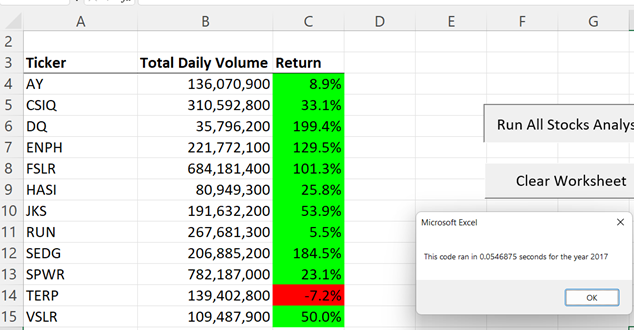 A B C D E F G
2
3 Ticker Total Daily Volume Return
4 AY 136,070,900 8.9%
5 CSIQ 310,592,800 33.1%
6 DQ 35,796,200 199.4%
Run All Stocks Analys
7 ENPH 221,772,100 129.5%
8 FSLR 684,181,400 101.3%
9 HASI 80,949,300 25.8%
Clear Worksheet
10 JKS 191,632,200 53.9%
11 RUN 267,681,300 5.5%
12 SEDG 206,885,200 184.5%
13 SPWR 782,187,000 23.1%
14 TERP 139,402,800 -7.2%
15 VSLR 109,487,900 50.0%
Microsoft Excel
This code ran in 0.0546875 seconds for the year 2017
OK